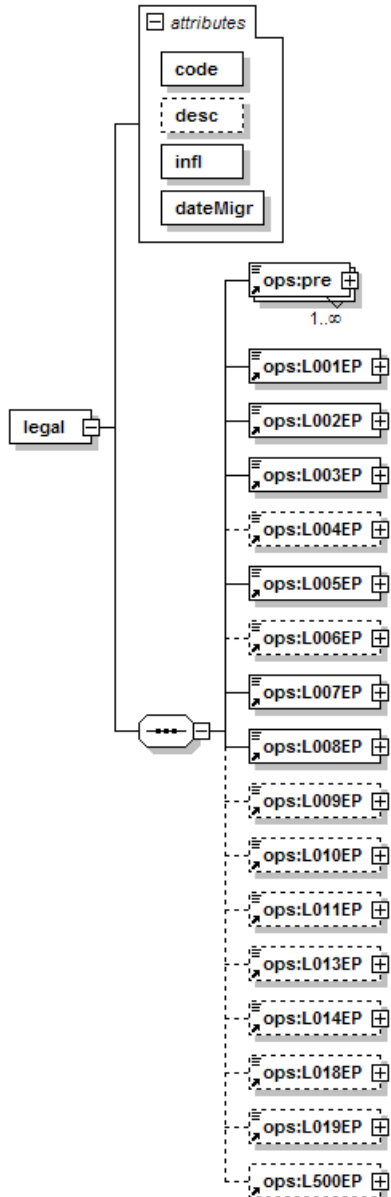 attributes
code
desc
infl
dateMigr
ops:pre
1..∞
ops:L001EP
ops:L002EP
ops:L003EP
legal
ops:L004EP
ops:L005EP
ops:L006EP
ops:L007EP
ops:L008EP
ops:L009EP
ops:L010EP
ops:L011EP
ops:L013EP
ops:L014EP
ops:L018EP
ops:L019EP
ops:L500EP